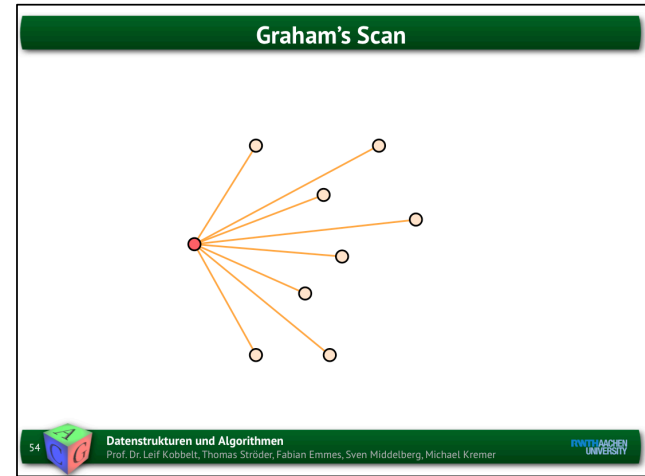 Graham's Scan
54
A
C
G
Datenstrukturen und Algorithmen
Prof. Dr. Leif Kobbelt, Thomas Ströder, Fabian Emmes, Sven Middelberg, Michael Kremer
RWTHAACHEN
UNIVERSITY